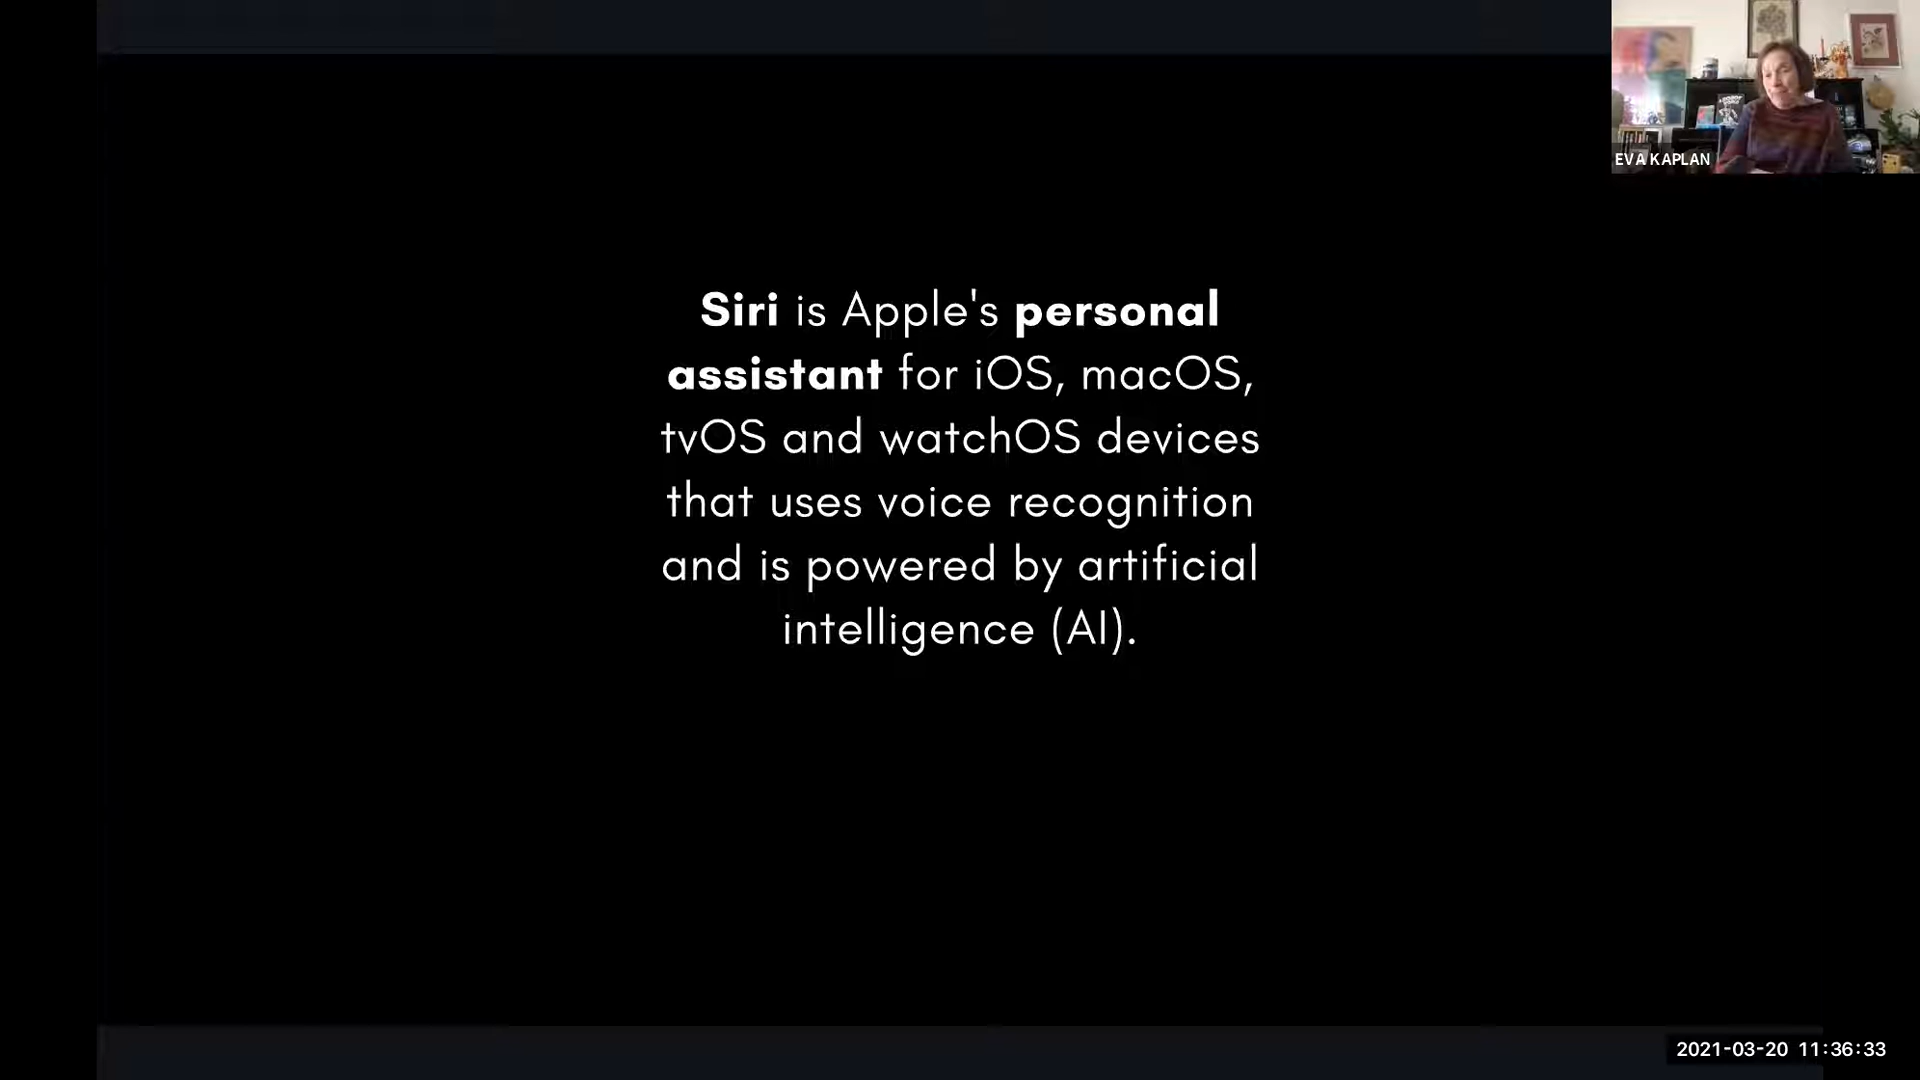 EVA KAPLAN
Siri is Apple's personal
assistant for iOS, macOS,
tvOS and watchOS devices
that uses voice recognition
and is powered by artificial
intelligence (AI).
2021-03-20 11:36:33